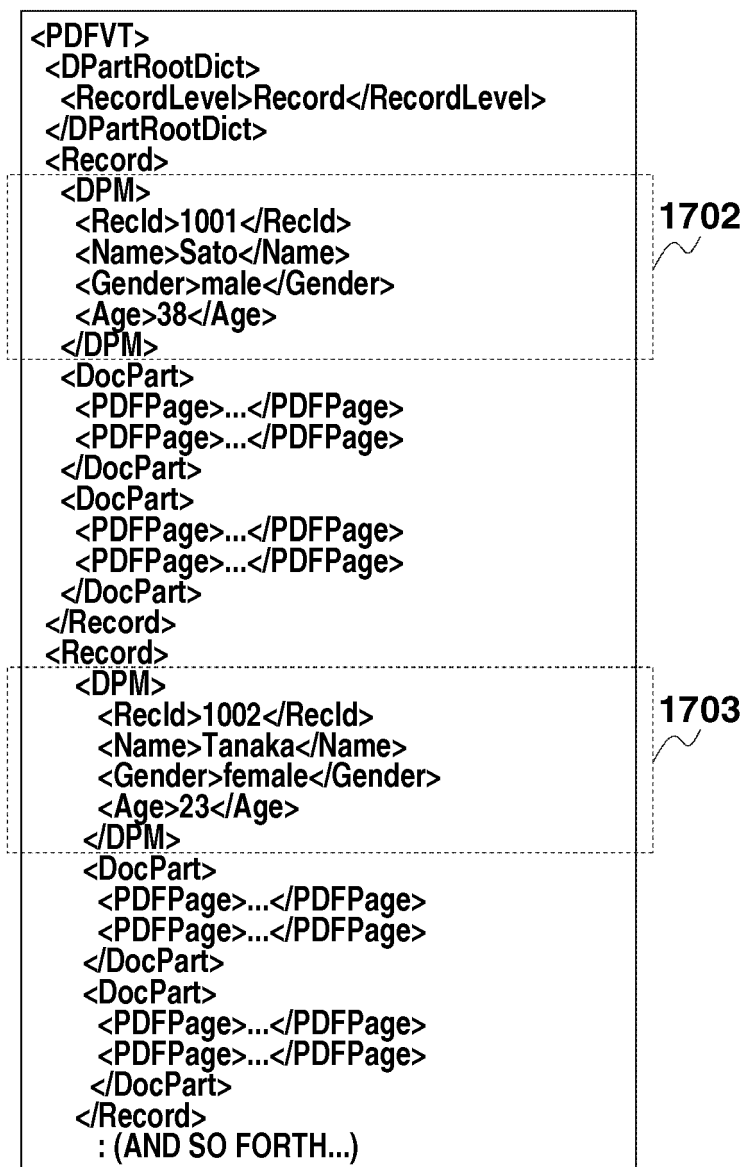 <PDFVT>
<DPartRootDict>
<RecordLevel>Record</RecordLevel>
</DPartRootDict>
<Record>
<DPM>
<RecId>1001</RecId>
<Name>Sato</Name>
<Gender>male</Gender>
<Age>38</Age>
</DPM>
1702
<DocPart>
<PDFPage>...</PDFPage>
<PDFPage>...</PDFPage>
</DocPart>
<DocPart>
<PDFPage>...</PDFPage>
<PDFPage>...</PDFPage>
</DocPart>
</Record>
<Record>
<DPM>
<RecId>1002</RecId>
<Name>Tanaka</Name>
<Gender>female</Gender>
<Age>23</Age>
</DPM>
1703
<DocPart>
<PDFPage>...</PDFPage>
<PDFPage>...</PDFPage>
</DocPart>
<DocPart>
<PDFPage>...</PDFPage>
<PDFPage>...</PDFPage>
</DocPart>
</Record>
: (AND SO FORTH...)